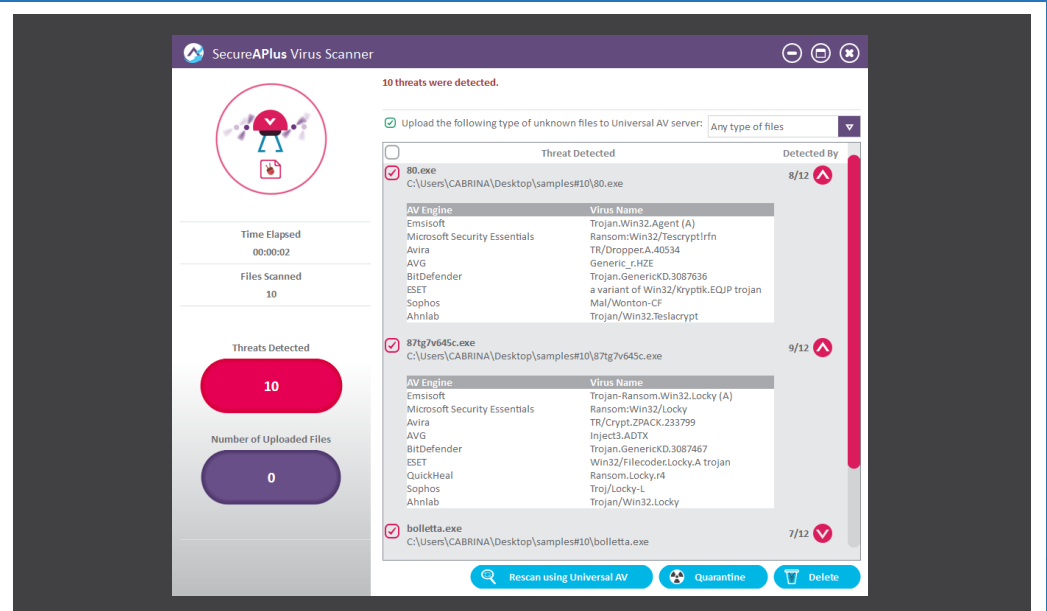 SecureAPlus Virus Scanner
10 threats were detected.
Upload the following type of unknown files to Universal AV server: Any type of files
Threat Detected Detected By
80.exe
C:\Users\CABRINA\Desktop\samples#10\80.exe
8/12
AV Engine Virus Name
Emsisoft Trojan.Win32.Agent (A)
Microsoft Security Essentials Ransom:Win32/Tescrypt!rfn
Avira TR/Dropper.A.40534
AVG Generic_r.HZE
BitDefender Trojan.GenericKD.3087636
ESET a variant of Win32/Kryptik.EQJP trojan
Sophos Mal/Wonton-CF
Ahnlab Trojan/Win32.Teslacrypt
87tg7v645c.exe
C:\Users\CABRINA\Desktop\samples#10\87tg7v645c.exe
9/12
AV Engine Virus Name
Emsisoft Trojan-Ransom.Win32.Locky (A)
Microsoft Security Essentials Ransom:Win32/Locky
Avira TR/Crypt.ZPACK.233799
AVG Inject3.ADTX
BitDefender Trojan.GenericKD.3087467
ESET Win32/Filecoder.Locky.A trojan
QuickHeal Ransom.Locky.r4
Sophos Troj/Locky-L
Ahnlab Trojan/Win32.Locky
bolletta.exe
C:\Users\CABRINA\Desktop\samples#10\bolletta.exe
7/12
Time Elapsed
00:00:02
Files Scanned
10
Threats Detected
10
Number of Uploaded Files
0
Rescan using Universal AV Quarantine Delete